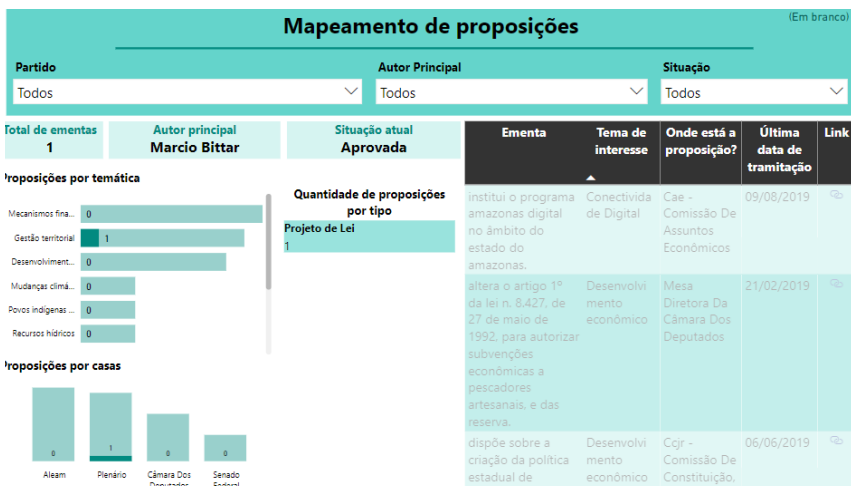 (Em branco)
Mapeamento de proposições
Partido
Autor Principal
Situação
Todos
Todos
Todos
Total de ementas
1
Autor principal
Marcio Bittar
Situação atual
Aprovada
Proposições por temática
Mecanismos fina... 0
Gestão territorial 1
Desenvolviment... 0
Mudanças climá... 0
Povos indígenas ... 0
Recursos hídricos 0
Quantidade de proposições
por tipo
Projeto de Lei
1
Proposições por casas
0
1
0
0
Aleam
Plenário
Câmara Dos
Deputados
Senado
Federal
Ementa
Tema de
interesse
Onde está a
proposição?
Última
data de
tramitação
Link
institui o programa
amazonas digital
no âmbito do
estado do
amazonas.
Conectivida
de Digital
Cae -
Comissão De
Assuntos
Econômicos
09/08/2019
altera o artigo 1º
da lei n. 8.427, de
27 de maio de
1992, para autorizar
subvenções
econômicas a
pescadores
artesanais, e das
reserva.
Desenvolvi
mento
econômico
Mesa
Diretora Da
Câmara Dos
Deputados
21/02/2019
dispõe sobre a
criação da política
estadual de
Desenvolvi
mento
econômico
Ccjr -
Comissão De
Constituição,
06/06/2019